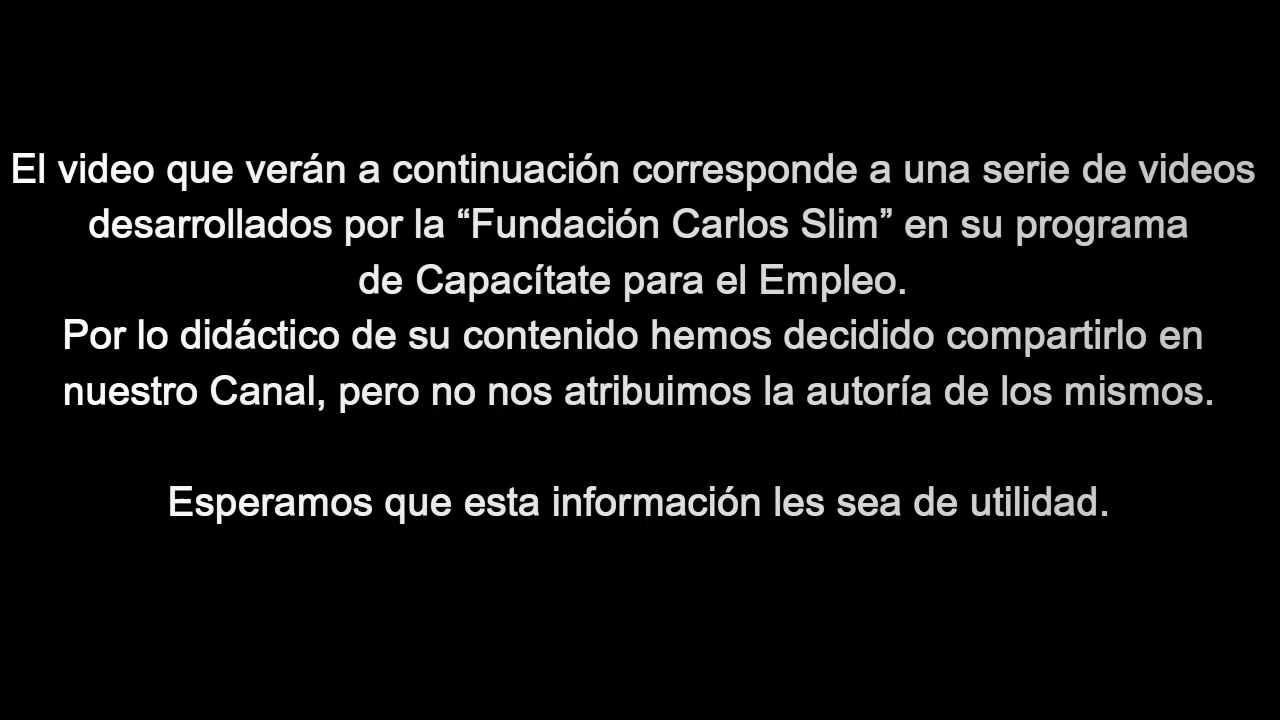 El video que verán a continuación corresponde a una serie de videos
desarrollados por la “Fundación Carlos Slim” en su programa
de Capacítate para el Empleo.
Por lo didáctico de su contenido hemos decidido compartirlo en
nuestro Canal, pero no nos atribuimos la autoría de los mismos.
Esperamos que esta información les sea de utilidad.